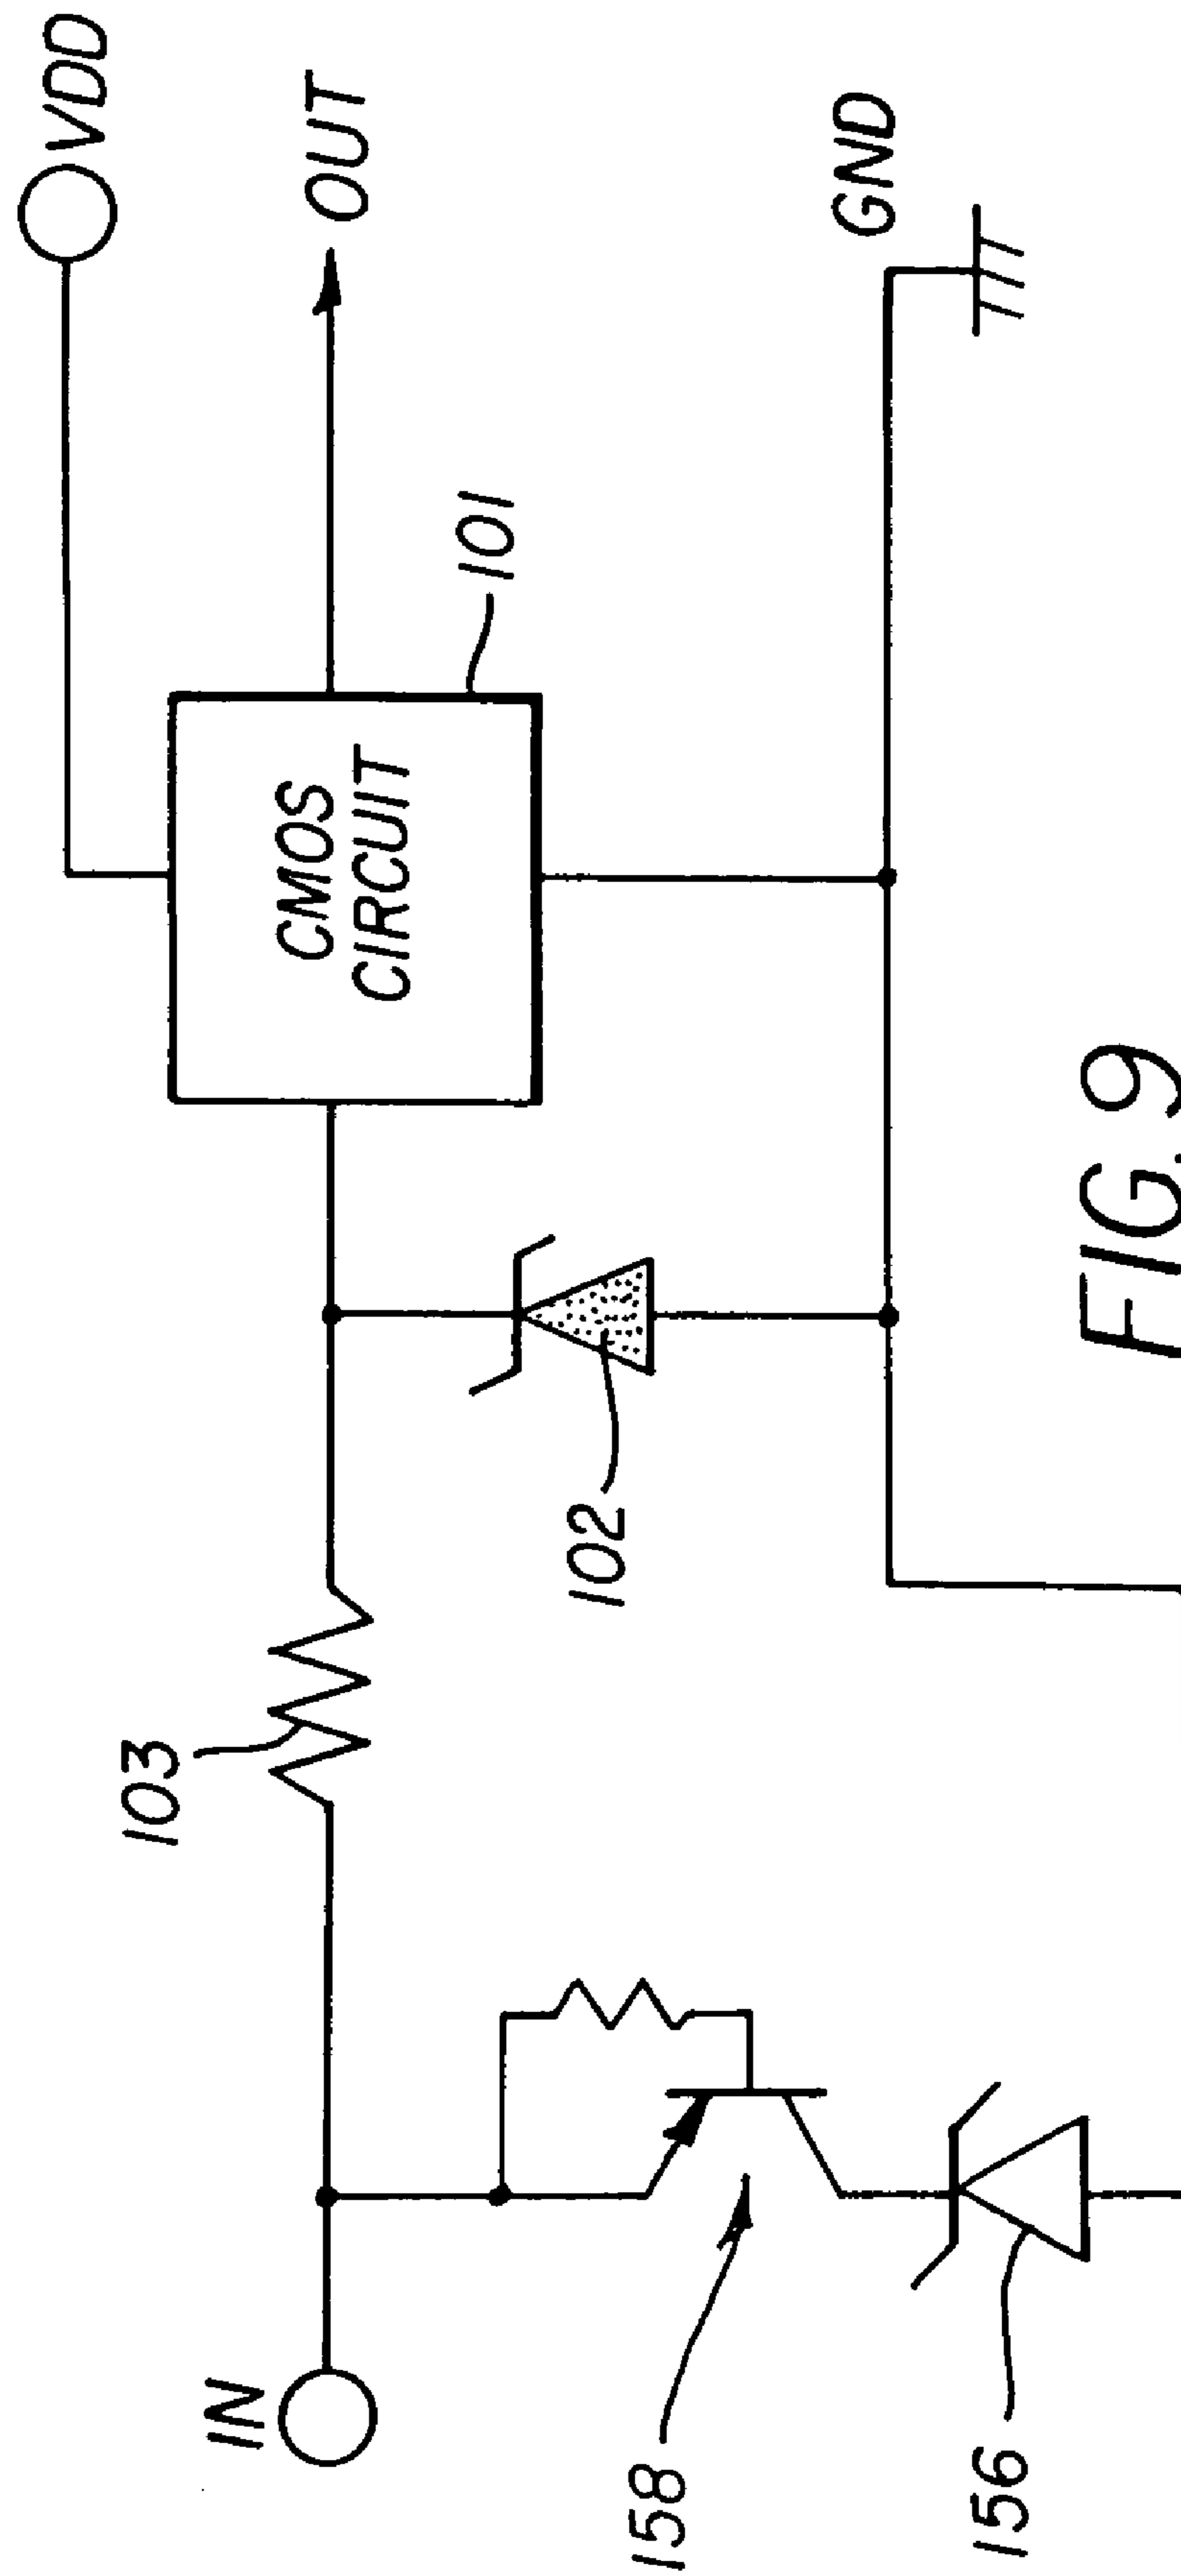 VDD
OUT
CMOS
CIRCUIT
101
GND
103
102
IN
158
156
FIG. 9